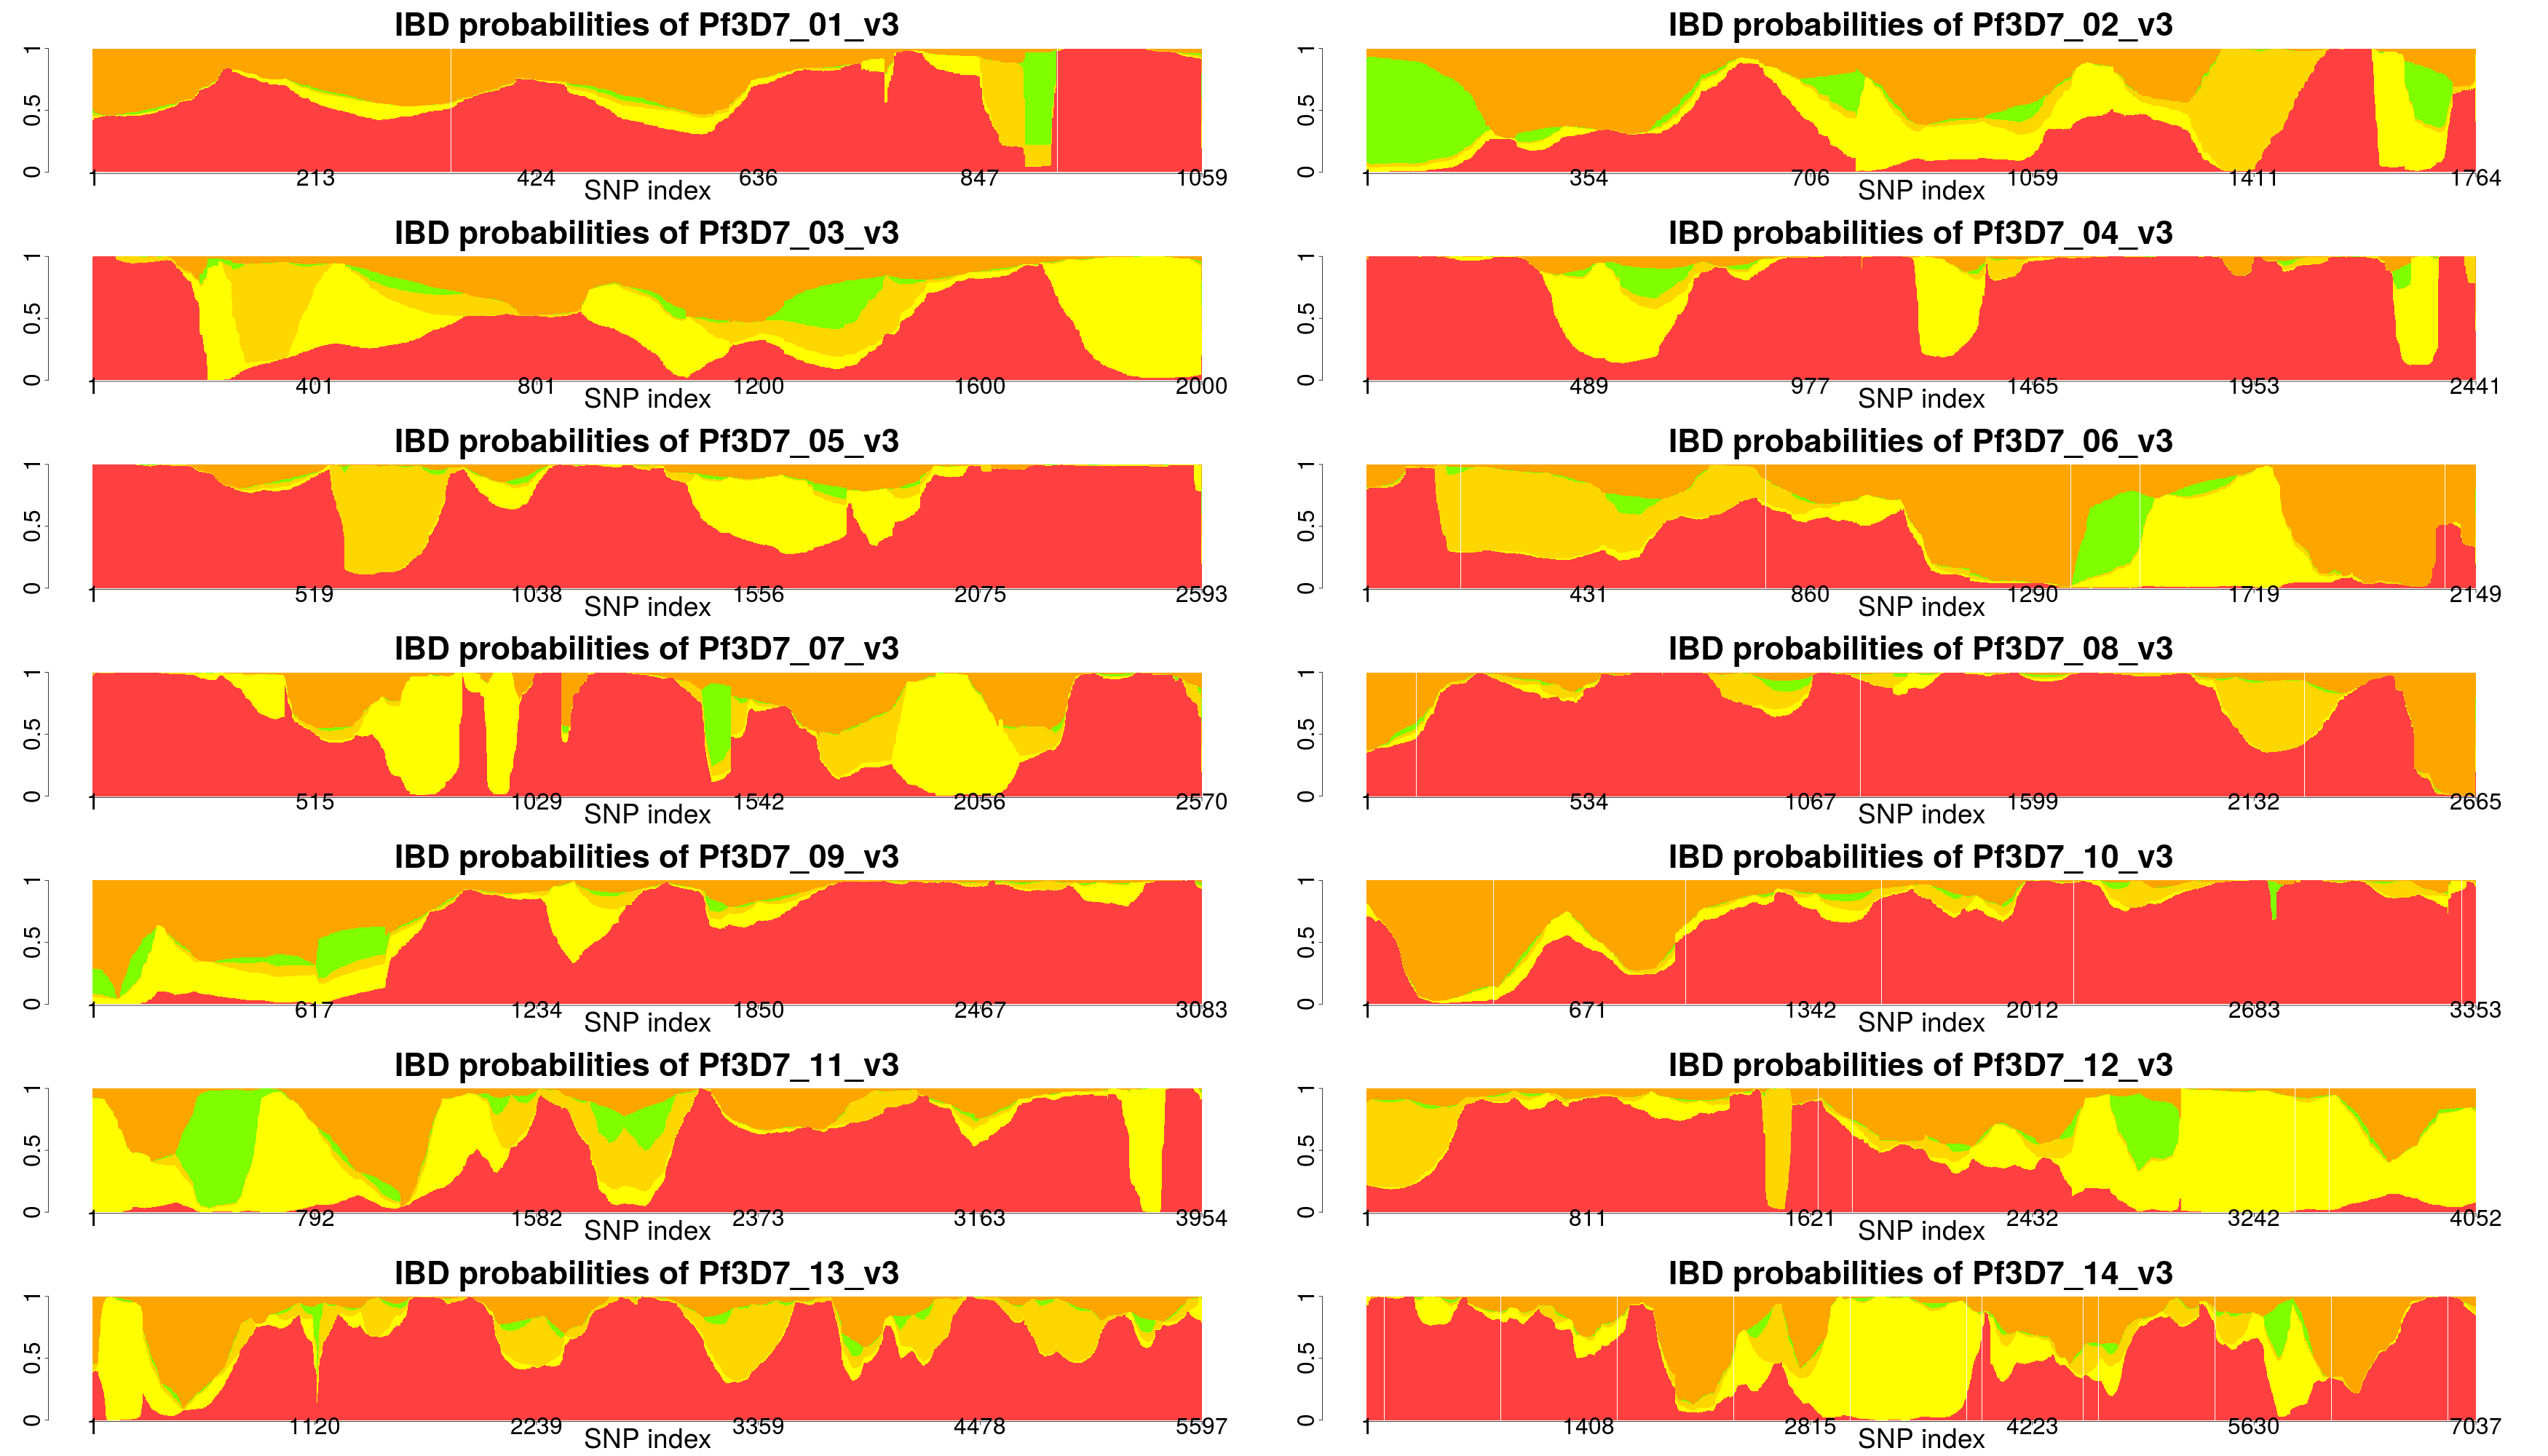 IBD probabilities of Pf3D7_01_v3
0 0.5 1
1 213 424 636 847 1059
SNP index
IBD probabilities of Pf3D7_02_v3
0 0.5 1
1 354 706 1059 1411 1764
SNP index
IBD probabilities of Pf3D7_03_v3
0 0.5 1
1 401 801 1200 1600 2000
SNP index
IBD probabilities of Pf3D7_04_v3
0 0.5 1
1 489 977 1465 1953 2441
SNP index
IBD probabilities of Pf3D7_05_v3
0 0.5 1
1 519 1038 1556 2075 2593
SNP index
IBD probabilities of Pf3D7_06_v3
0 0.5 1
1 431 860 1290 1719 2149
SNP index
IBD probabilities of Pf3D7_07_v3
0 0.5 1
1 515 1029 1542 2056 2570
SNP index
IBD probabilities of Pf3D7_08_v3
0 0.5 1
1 534 1067 1599 2132 2665
SNP index
IBD probabilities of Pf3D7_09_v3
0 0.5 1
1 617 1234 1850 2467 3083
SNP index
IBD probabilities of Pf3D7_10_v3
0 0.5 1
1 671 1342 2012 2683 3353
SNP index
IBD probabilities of Pf3D7_11_v3
0 0.5 1
1 792 1582 2373 3163 3954
SNP index
IBD probabilities of Pf3D7_12_v3
0 0.5 1
1 811 1621 2432 3242 4052
SNP index
IBD probabilities of Pf3D7_13_v3
0 0.5 1
1 1120 2239 3359 4478 5597
SNP index
IBD probabilities of Pf3D7_14_v3
0 0.5 1
1 1408 2815 4223 5630 7037
SNP index